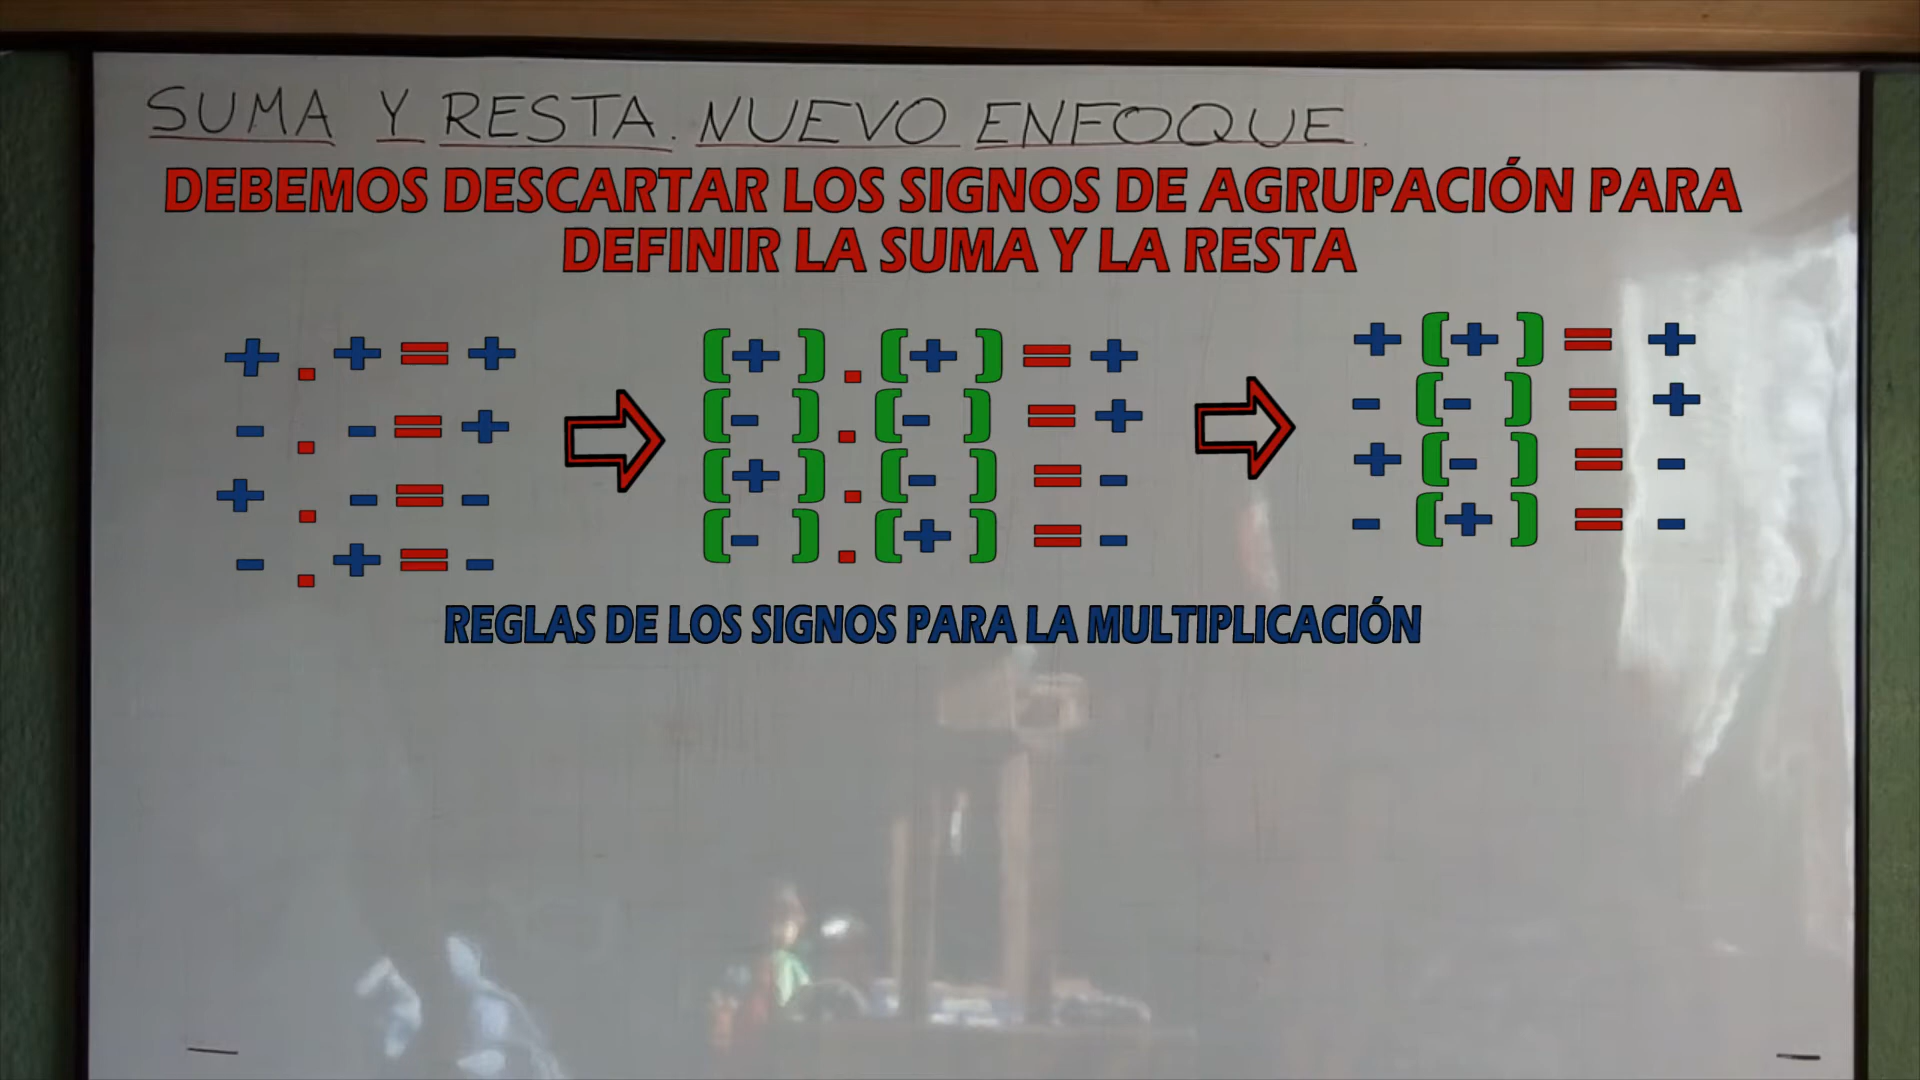 SUMA Y RESTA. NUEVO ENFOQUE.
DEBEMOS DESCARTAR LOS SIGNOS DE AGRUPACIÓN PARA
DEFINIR LA SUMA Y LA RESTA
+ . + = +
- . - = +
+ . - = -
- . + = -
(+) . (+) = +
(-) . (-) = +
(+) . (-) = -
(-) . (+) = -
+ (+) = +
- (-) = +
+ (-) = -
- (+) = -
REGLAS DE LOS SIGNOS PARA LA MULTIPLICACIÓN